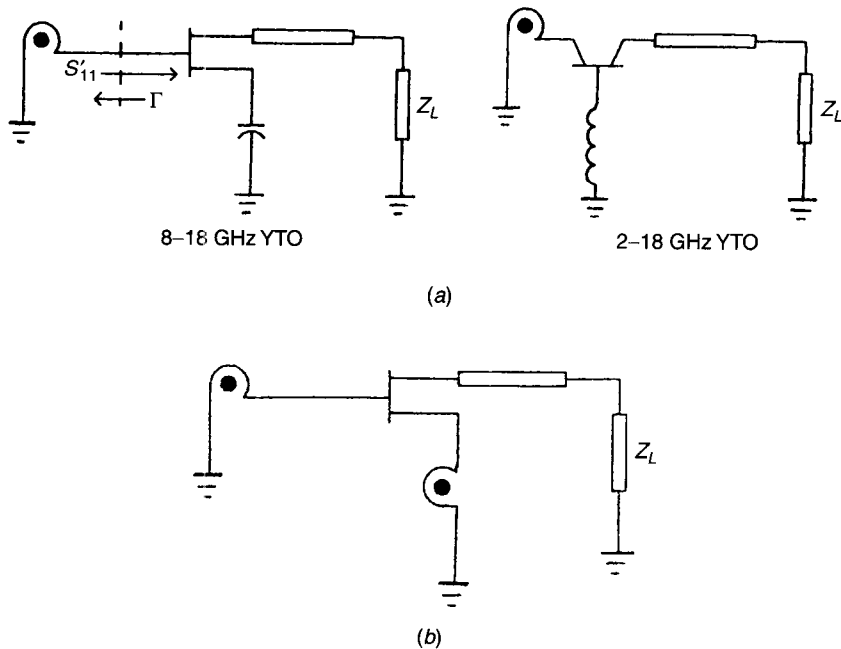 S'11
Γ
Z_L
Z_L
8–18 GHz YTO
2–18 GHz YTO
(a)
Z_L
(b)